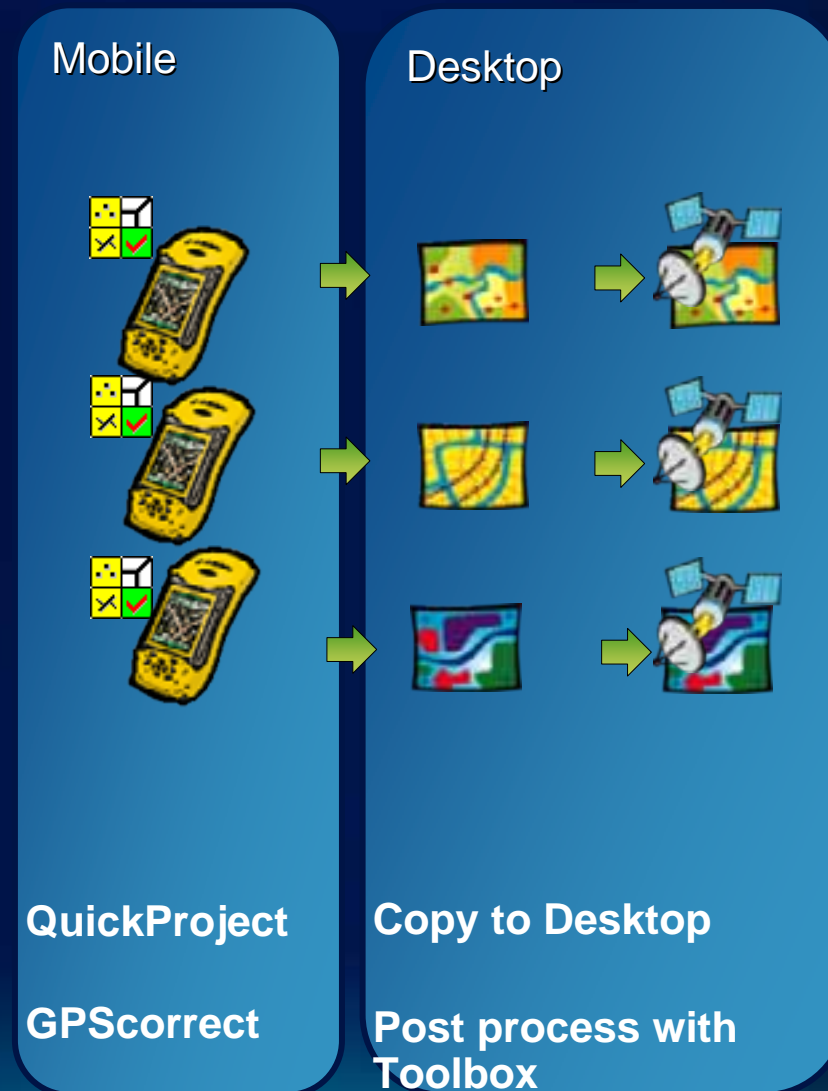 Mobile
QuickProject
GPScorrect
Desktop
Copy to Desktop
Post process with
Toolbox